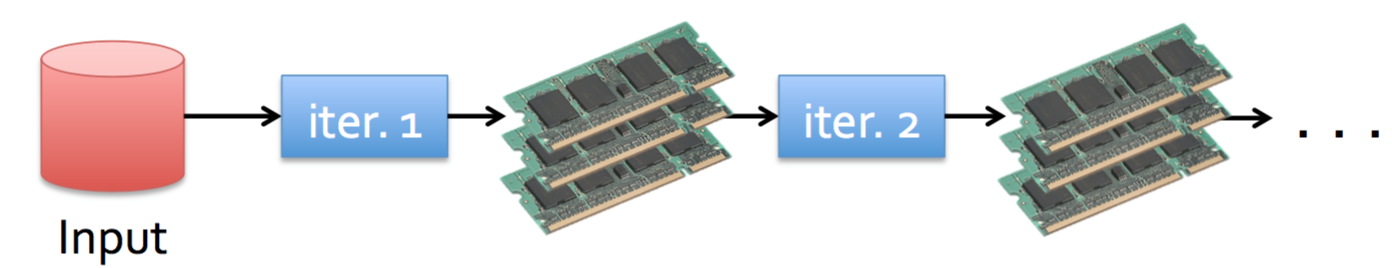 iter. 1
iter. 2
. . .
Input